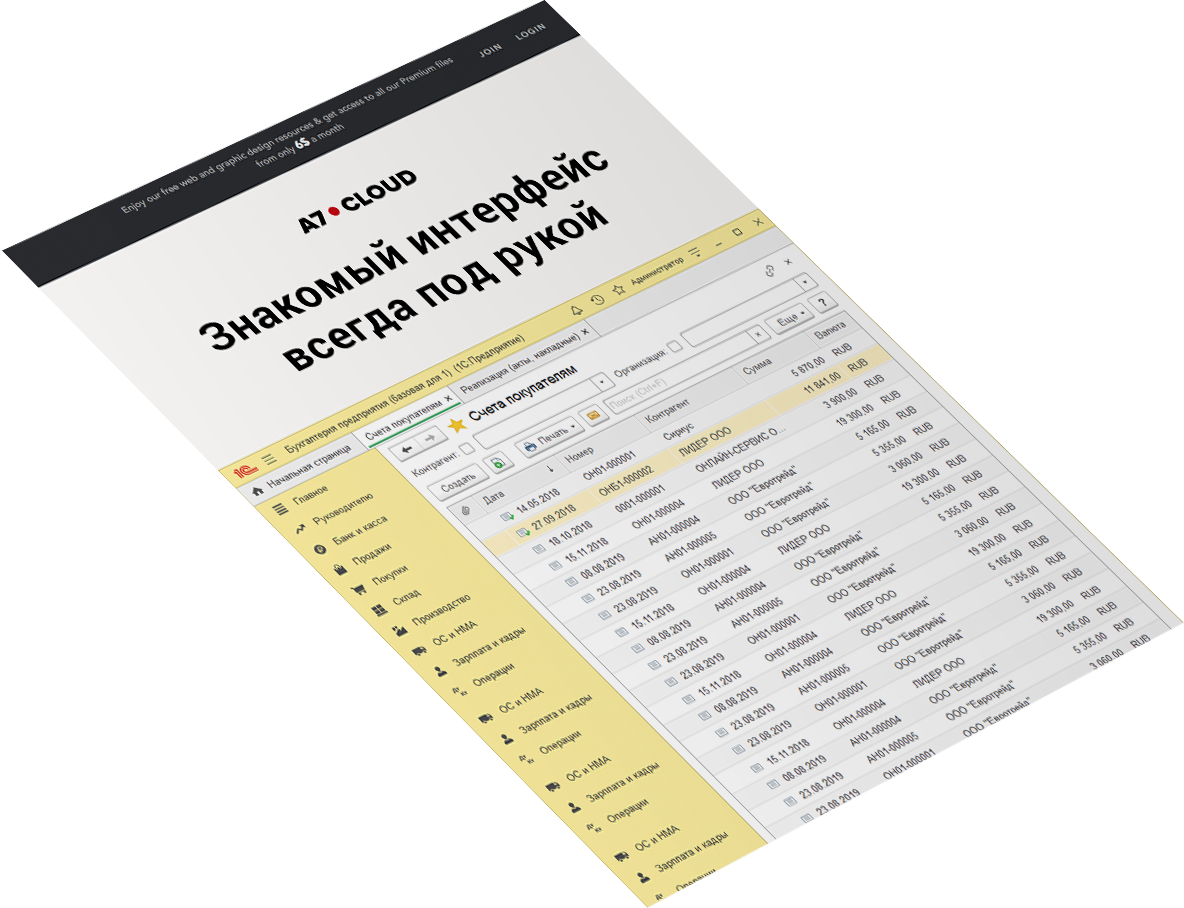 JOIN LOGIN
Enjoy our free web and graphic design resources & get access to all our Premium files
from only 6$ a month
A7•CLOUD
Знакомый интерфейс
всегда под рукой
1С Бухгалтерия предприятия (базовая для 1) (1С:Предприятие) Администратор
Начальная страница Счета покупателям × Реализация (акты, накладные) ×
Главное
Руководителю
Банк и касса
Продажи
Покупки
Склад
Производство
ОС и НМА
Зарплата и кадры
Операции
ОС и НМА
Зарплата и кадры
Операции
ОС и НМА
Зарплата и кадры
Операции
ОС и НМА
Зарплата и кадры
Операции
Счета покупателям
Контрагент: Организация:
Создать Печать Поиск (Ctrl+F) × Еще ?
Дата ↓ Номер Контрагент Сумма Валюта
14.05.2018 ОН01-000001 Сириус 5 870.00 RUB
27.09.2018 ОНБ1-000002 ЛИДЕР ООО 11 841.00 RUB
18.10.2018 0001-000001 ОНЛАЙН-СЕРВИС О... 3 900.00 RUB
15.11.2018 ОН01-000004 ЛИДЕР ООО 19 300.00 RUB
08.08.2019 АН01-000004 ООО "Евротрейд" 5 165.00 RUB
23.08.2019 АН01-000005 ООО "Евротрейд" 5 355.00 RUB
23.08.2019 ОН01-000001 ООО "Евротрейд" 3 060.00 RUB
15.11.2018 ОН01-000004 ЛИДЕР ООО 19 300.00 RUB
08.08.2019 АН01-000004 ООО "Евротрейд" 5 165.00 RUB
23.08.2019 АН01-000005 ООО "Евротрейд" 5 355.00 RUB
23.08.2019 ОН01-000001 ООО "Евротрейд" 3 060.00 RUB
15.11.2018 ОН01-000004 ЛИДЕР ООО 19 300.00 RUB
08.08.2019 АН01-000004 ООО "Евротрейд" 5 165.00 RUB
23.08.2019 АН01-000005 ООО "Евротрейд" 5 355.00 RUB
23.08.2019 ОН01-000001 ООО "Евротрейд" 3 060.00 RUB
15.11.2018 ОН01-000004 ЛИДЕР ООО 19 300.00 RUB
08.08.2019 АН01-000004 ООО "Евротрейд" 5 165.00 RUB
23.08.2019 АН01-000005 ООО "Евротрейд" 5 355.00 RUB
23.08.2019 ОН01-000001 ООО "Евротрейд" 3 060.00 RUB